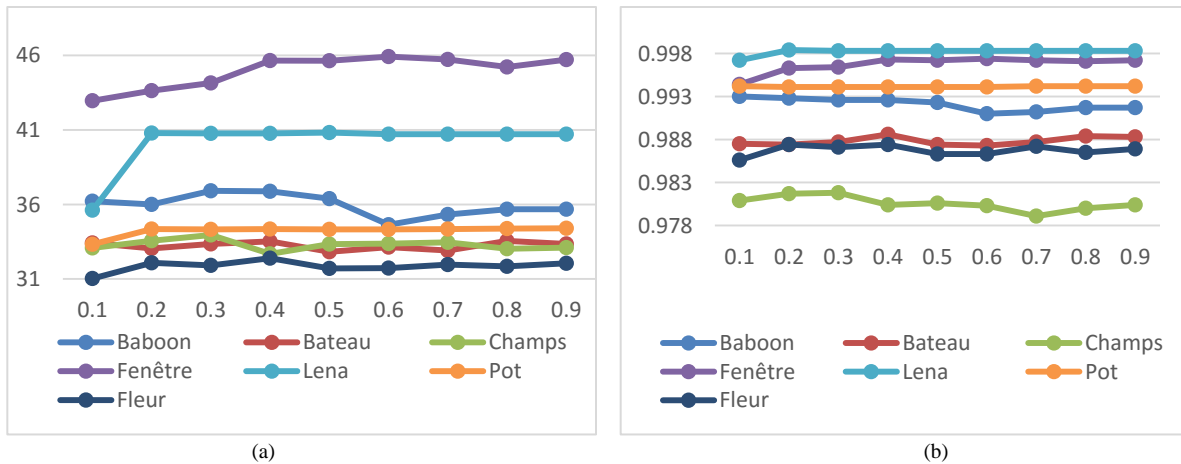 46
41
36
31
0.1 0.2 0.3 0.4 0.5 0.6 0.7 0.8 0.9
Baboon Bateau Champs
Fenêtre Lena Pot
Fleur
(a)
0.998
0.993
0.988
0.983
0.978
0.1 0.2 0.3 0.4 0.5 0.6 0.7 0.8 0.9
Baboon Bateau Champs
Fenêtre Lena Pot
Fleur
(b)